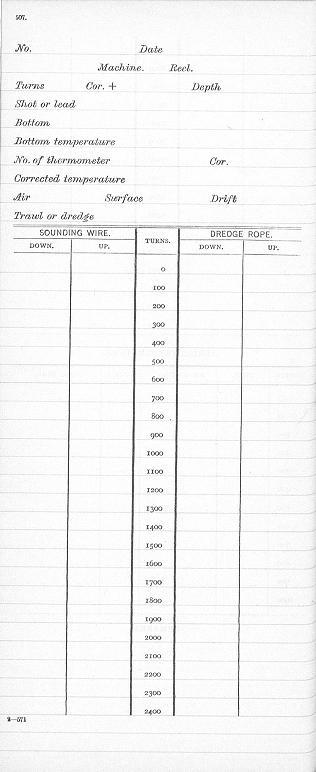 No. Date
Machine. Recl.
Turns Cor. + Depth
Shot or lead
Bottom
Bottom temperature
No. of thermometer Cor.
Corrected temperature
Air Surface Drift
Trawl or dredge
SOUNDING WIRE. TURNS. DREDGE ROPE.
DOWN. UP. DOWN. UP.
0
100
200
300
400
500
600
700
800
900
1000
1100
1200
1300
1400
1500
1600
1700
1800
1900
2000
2100
2200
2300
2400
2—571